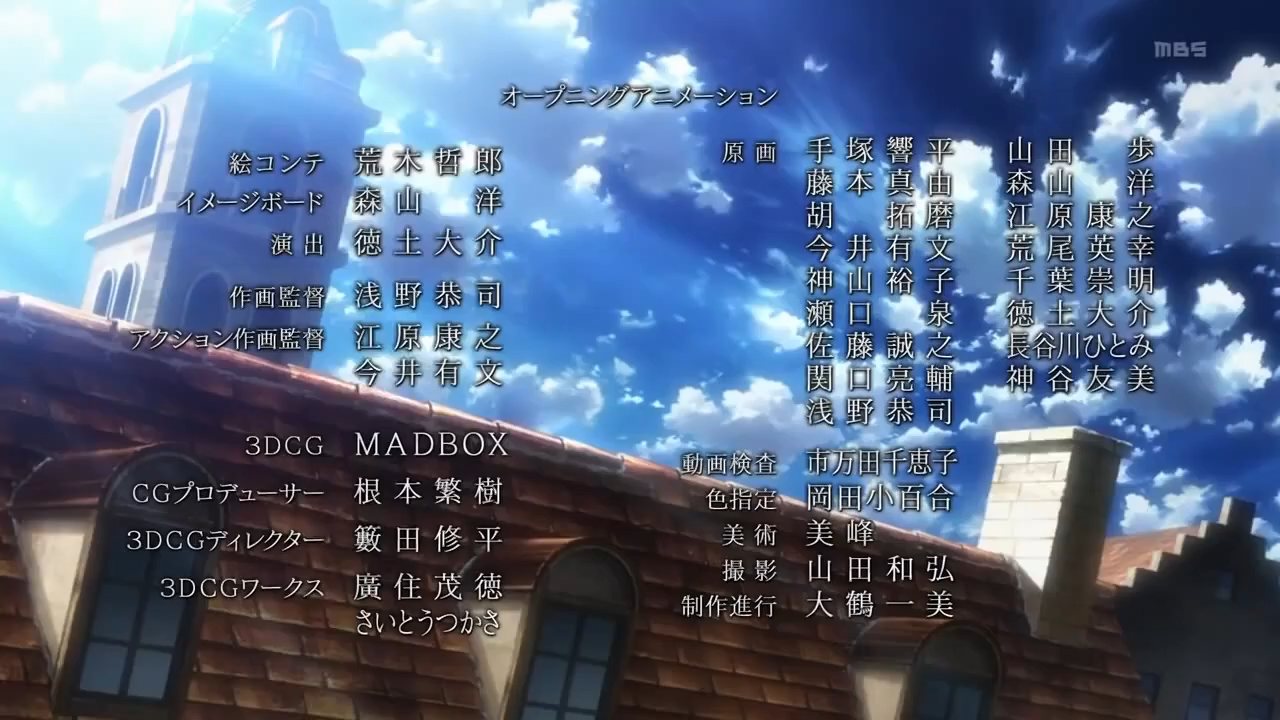 MBS
オープニングアニメーション
絵コンテ 荒木哲郎
イメージボード 森山 洋
演出 徳土大介
作画監督 浅野恭司
アクション作画監督 江原康之
今井有文
3DCG MADBOX
CGプロデューサー 根本繁樹
3DCGディレクター 籔田修平
3DCGワークス 廣住茂徳
さいとうつかさ
原画 手塚響平 山田 歩
藤本真由 森山 洋
胡 拓磨 江原康之
今井有文 荒尾英幸
神山裕子 千葉崇明
瀬口 泉 徳土大介
佐藤誠之 長谷川ひとみ
関口亮輔 神谷友美
浅野恭司
動画検査 市万田千恵子
色指定 岡田小百合
美術 美峰
撮影 山田和弘
制作進行 大鶴一美